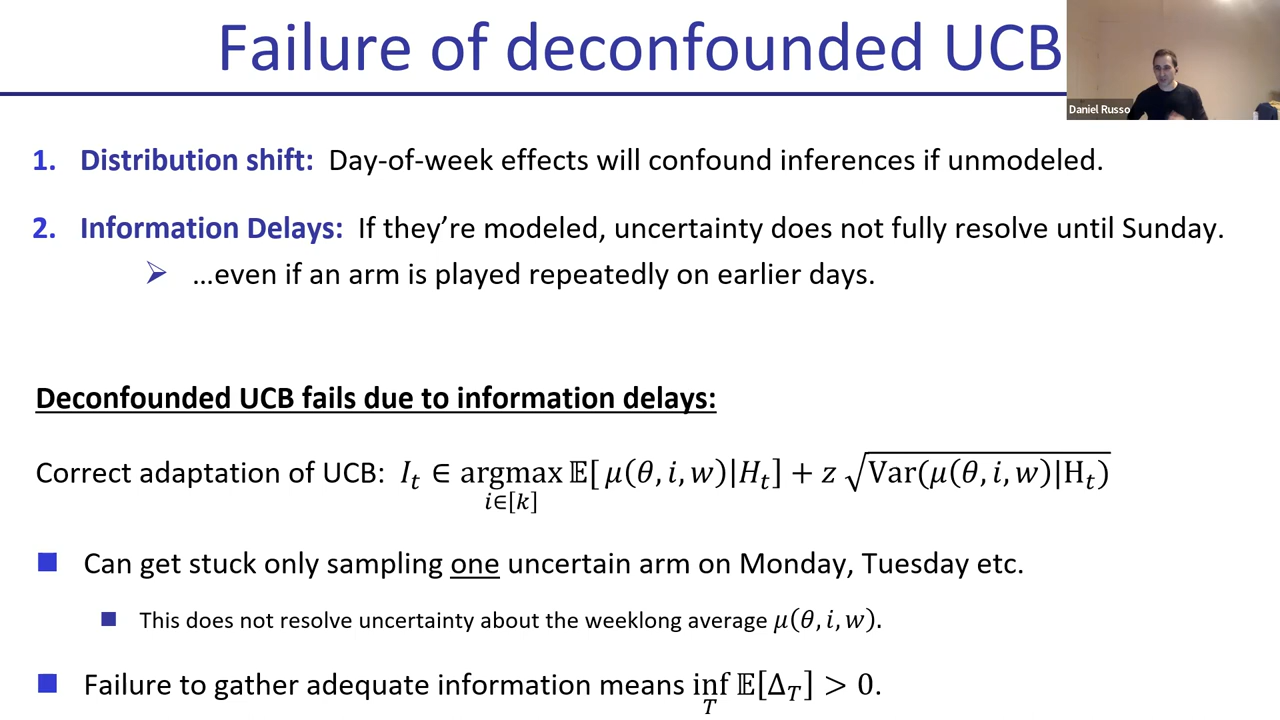 Failure of deconfounded UCB
Daniel Russo
1. Distribution shift: Day-of-week effects will confound inferences if unmodeled.
2. Information Delays: If they're modeled, uncertainty does not fully resolve until Sunday.
➢ …even if an arm is played repeatedly on earlier days.
Deconfounded UCB fails due to information delays:
Correct adaptation of UCB: I_t ∈ argmax_{i∈[k]} 𝔼[μ(θ, i, w)|H_t] + z √Var(μ(θ, i, w)|H_t)
■ Can get stuck only sampling one uncertain arm on Monday, Tuesday etc.
■ This does not resolve uncertainty about the weeklong average μ(θ, i, w).
■ Failure to gather adequate information means inf_T 𝔼[Δ_T] > 0.